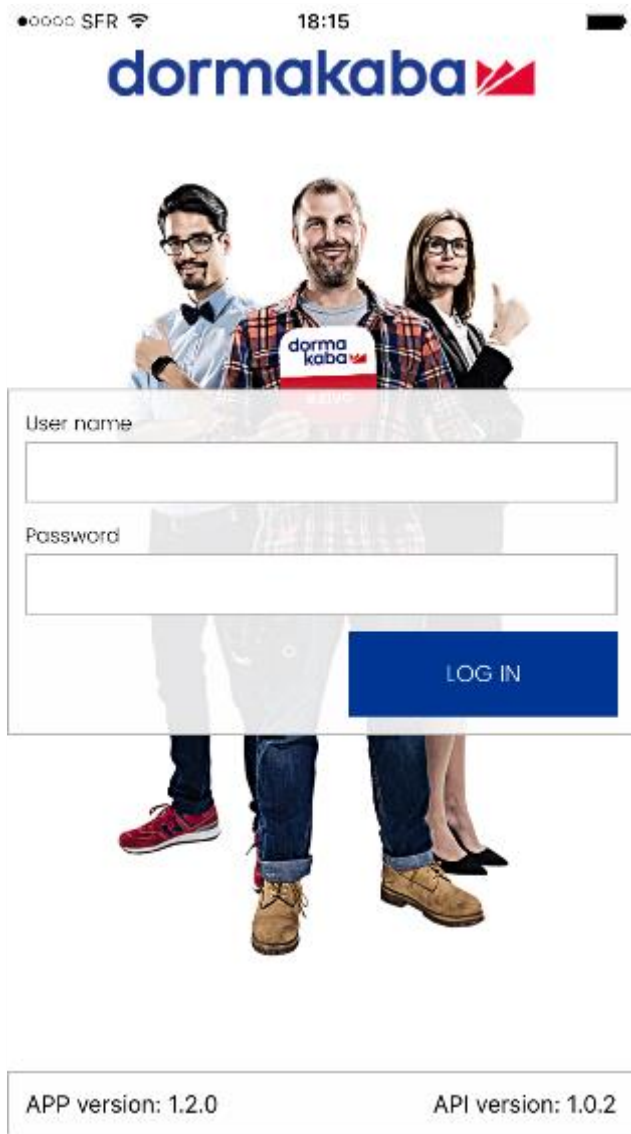 SFR 18:15
dormakaba
dorma
kaba
User name
Password
LOG IN
APP version: 1.2.0 API version: 1.0.2